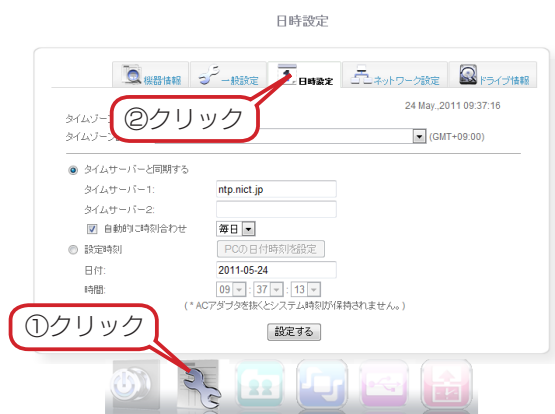 日時設定
機器情報 一般設定 日時設定 ネットワーク設定 ドライブ情報
24 May.,2011 09:37:16
タイムゾー
②クリック
タイムゾーン
(GMT+09:00)
タイムサーバーと同期する
タイムサーバー1: ntp.nict.jp
タイムサーバー2:
自動的に時刻合わせ 毎日
設定時刻 PCの日付時刻を設定
日付: 2011-05-24
時間: 09 : 37 : 13
(*ACアダプタを抜くとシステム時刻が保持されません。)
①クリック
設定する